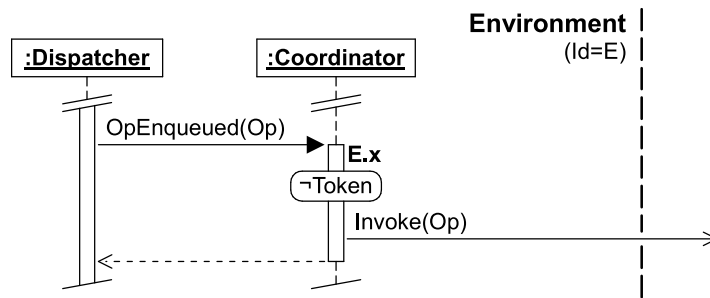 Environment
(Id=E)
:Dispatcher
:Coordinator
OpEnqueued(Op)
E.x
¬Token
Invoke(Op)